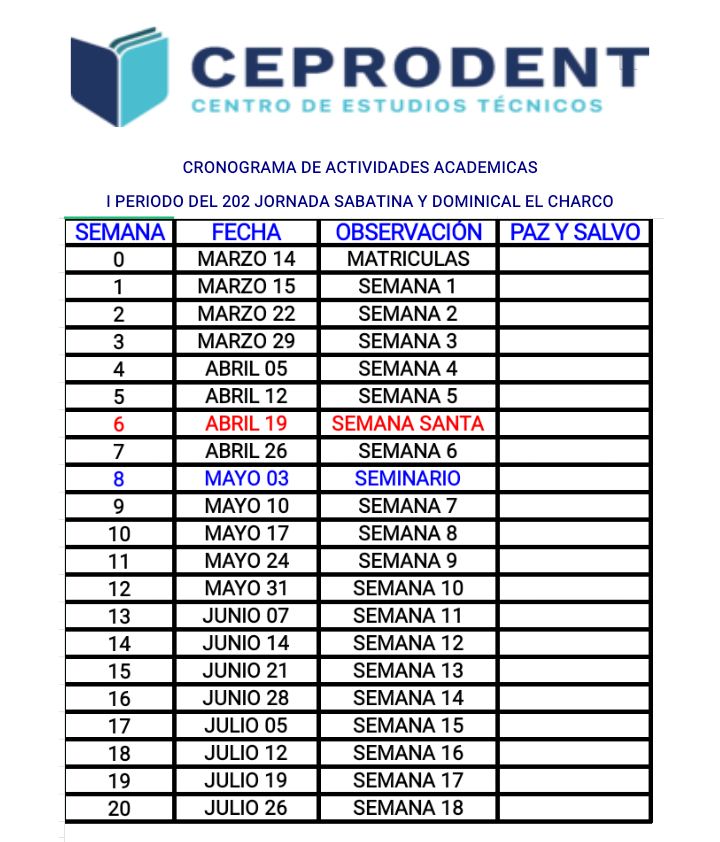 CEPRODENT
CENTRO DE ESTUDIOS TÉCNICOS
CRONOGRAMA DE ACTIVIDADES ACADEMICAS
I PERIODO DEL 202 JORNADA SABATINA Y DOMINICAL EL CHARCO
SEMANA FECHA OBSERVACIÓN PAZ Y SALVO
0 MARZO 14 MATRICULAS
1 MARZO 15 SEMANA 1
2 MARZO 22 SEMANA 2
3 MARZO 29 SEMANA 3
4 ABRIL 05 SEMANA 4
5 ABRIL 12 SEMANA 5
6 ABRIL 19 SEMANA SANTA
7 ABRIL 26 SEMANA 6
8 MAYO 03 SEMINARIO
9 MAYO 10 SEMANA 7
10 MAYO 17 SEMANA 8
11 MAYO 24 SEMANA 9
12 MAYO 31 SEMANA 10
13 JUNIO 07 SEMANA 11
14 JUNIO 14 SEMANA 12
15 JUNIO 21 SEMANA 13
16 JUNIO 28 SEMANA 14
17 JULIO 05 SEMANA 15
18 JULIO 12 SEMANA 16
19 JULIO 19 SEMANA 17
20 JULIO 26 SEMANA 18